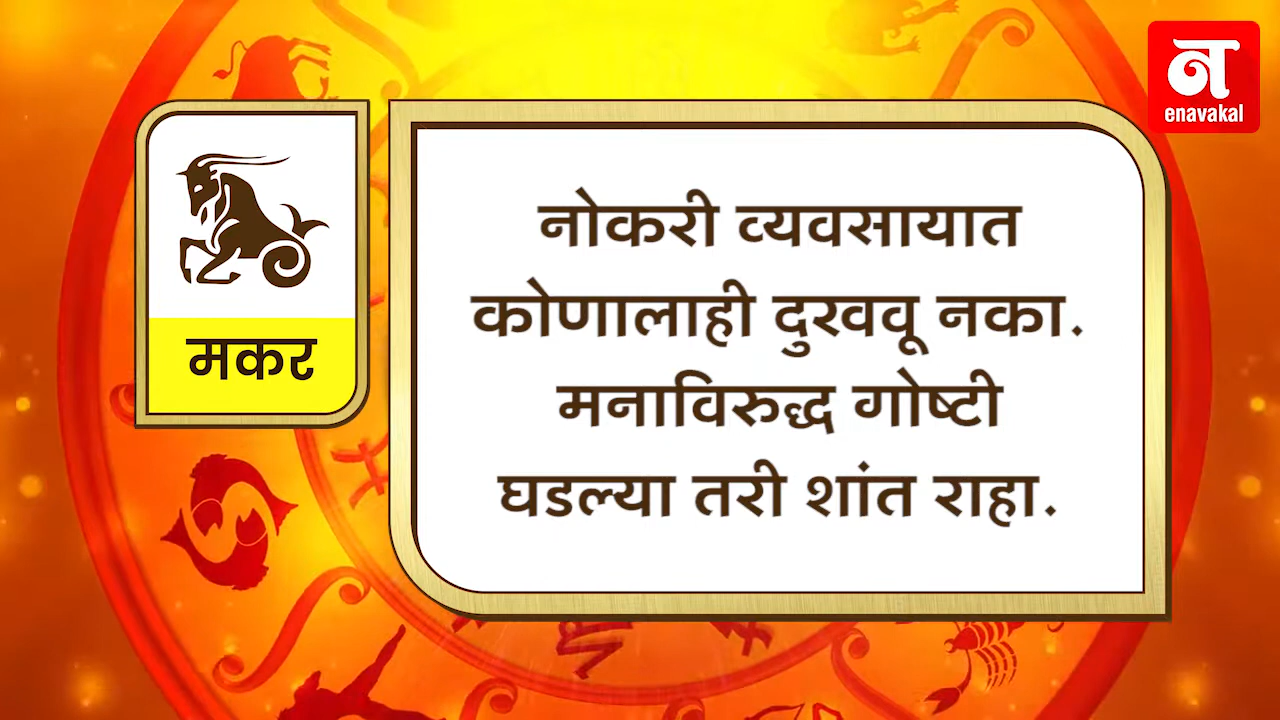 न
enavakal
मकर
नोकरी व्यवसायात
कोणालाही दुखवू नका.
मनाविरुद्ध गोष्टी
घडल्या तरी शांत राहा.